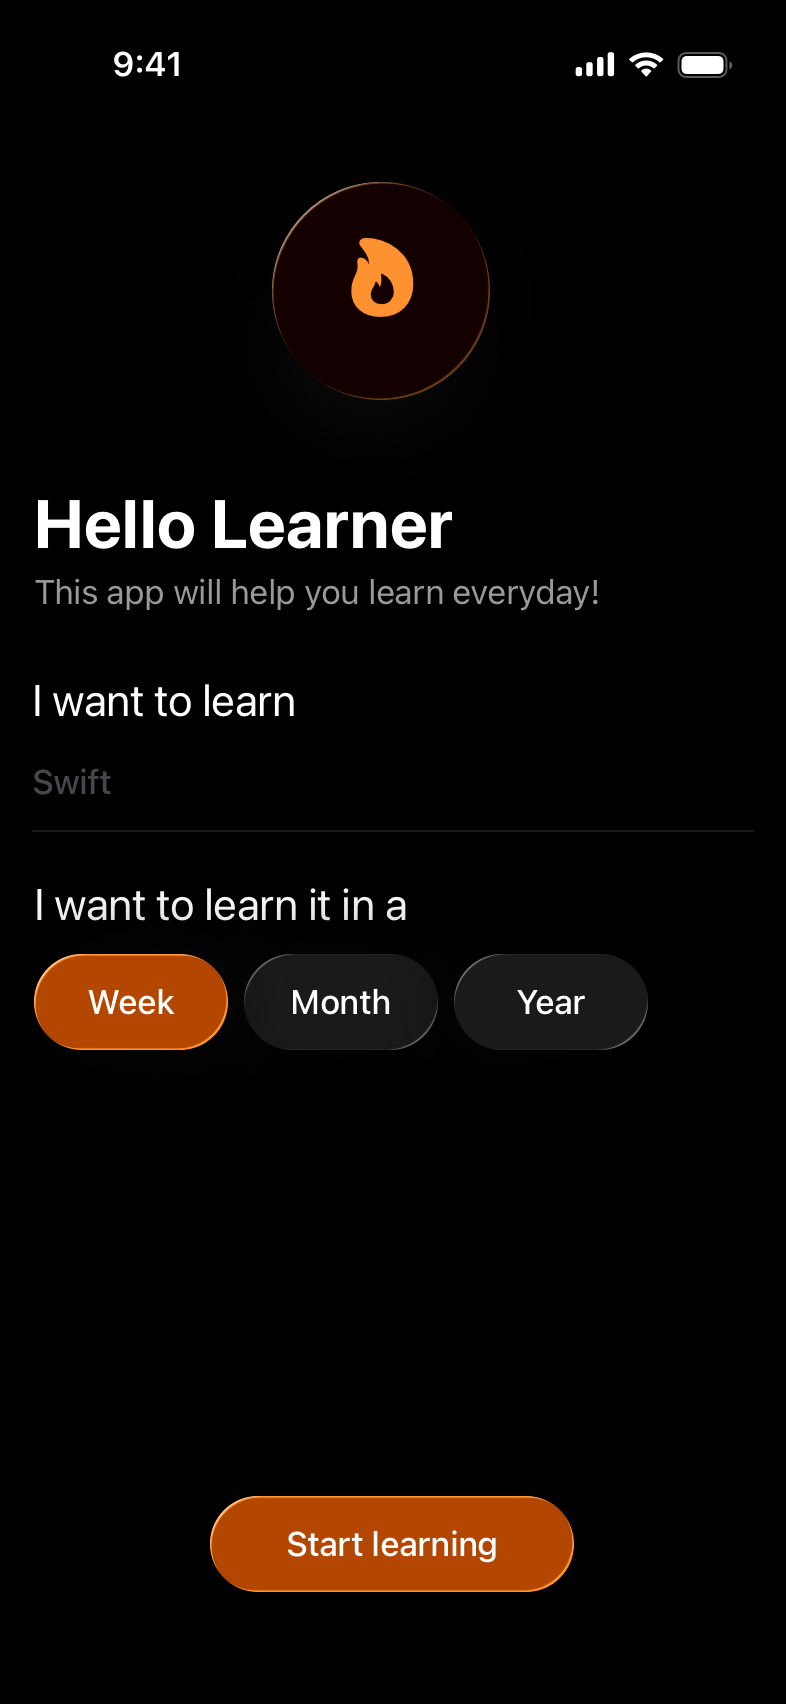 9:41
Hello Learner
This app will help you learn everyday!
I want to learn
Swift
I want to learn it in a
Week Month Year
Start learning